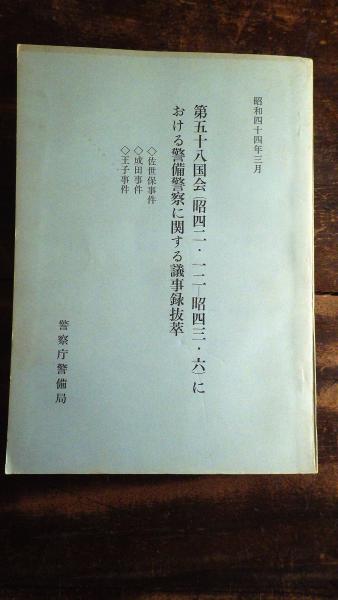 昭和四十四年三月
第五十八国会(昭四二・一二―昭四三・六)に
おける警備警察に関する議事録抜萃
◇佐世保事件
◇成田事件
◇王子事件
警察庁警備局